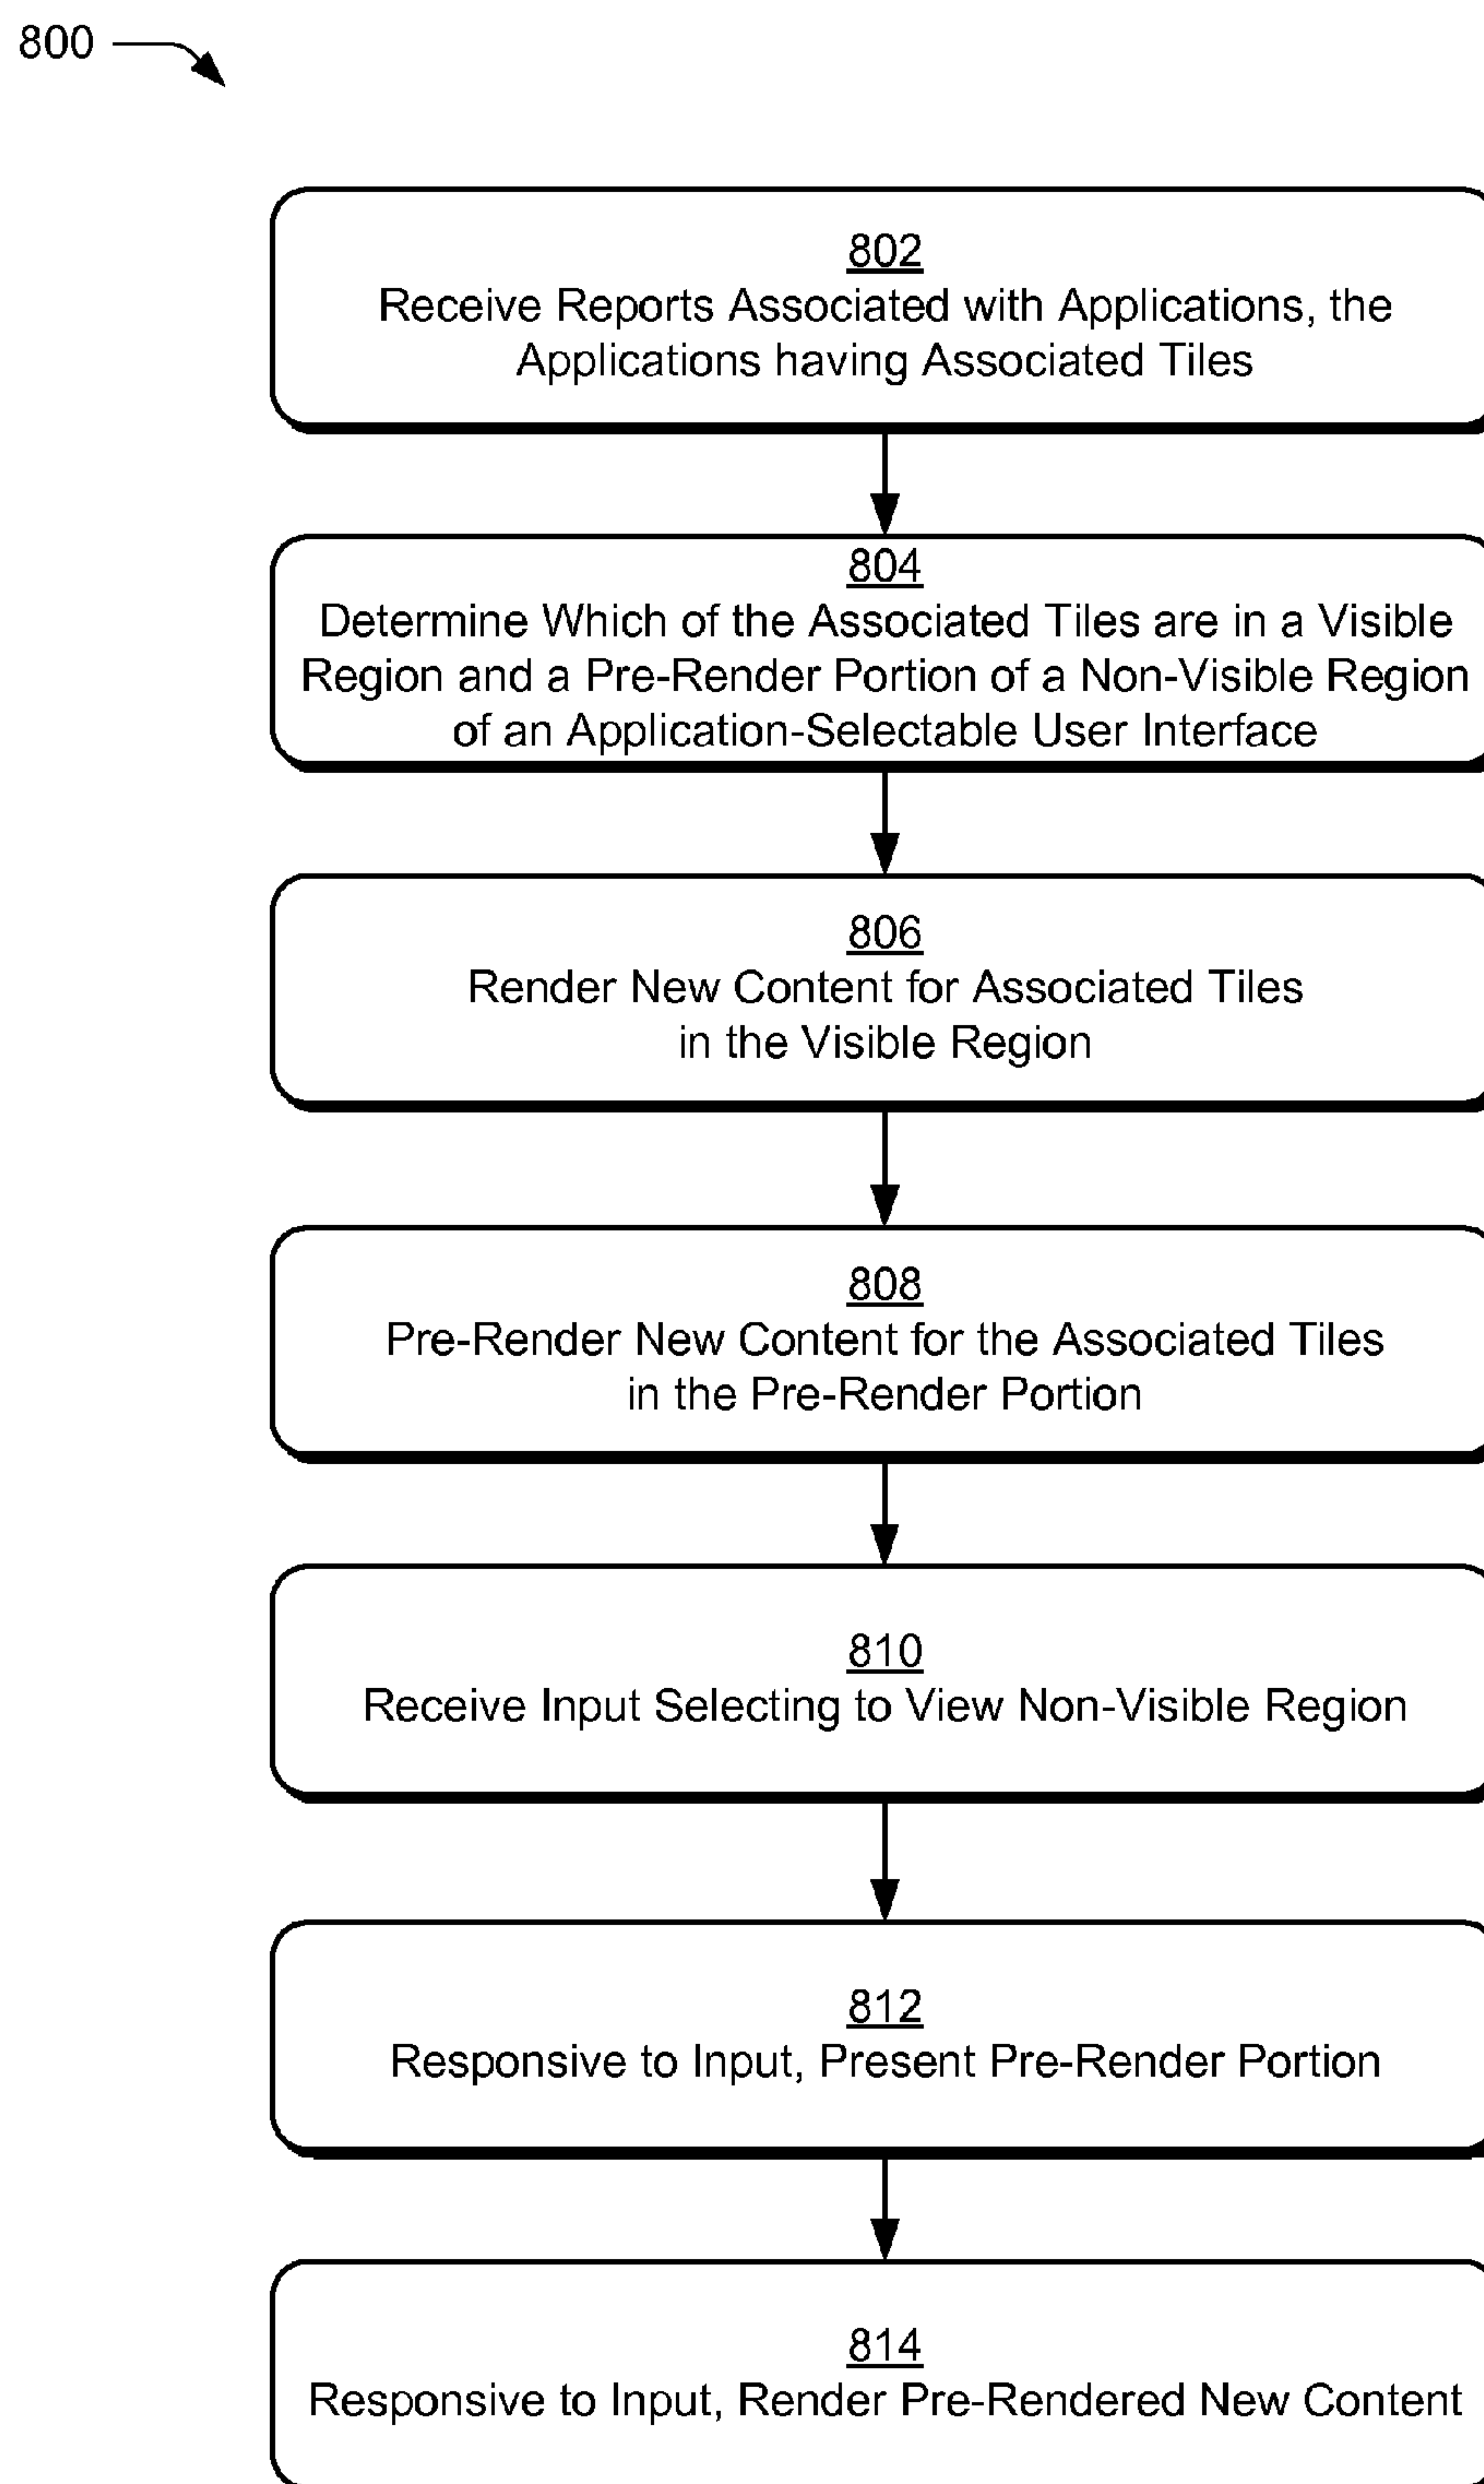 800
802
Receive Reports Associated with Applications, the
Applications having Associated Tiles
804
Determine Which of the Associated Tiles are in a Visible
Region and a Pre-Render Portion of a Non-Visible Region
of an Application-Selectable User Interface
806
Render New Content for Associated Tiles
in the Visible Region
808
Pre-Render New Content for the Associated Tiles
in the Pre-Render Portion
810
Receive Input Selecting to View Non-Visible Region
812
Responsive to Input, Present Pre-Render Portion
814
Responsive to Input, Render Pre-Rendered New Content